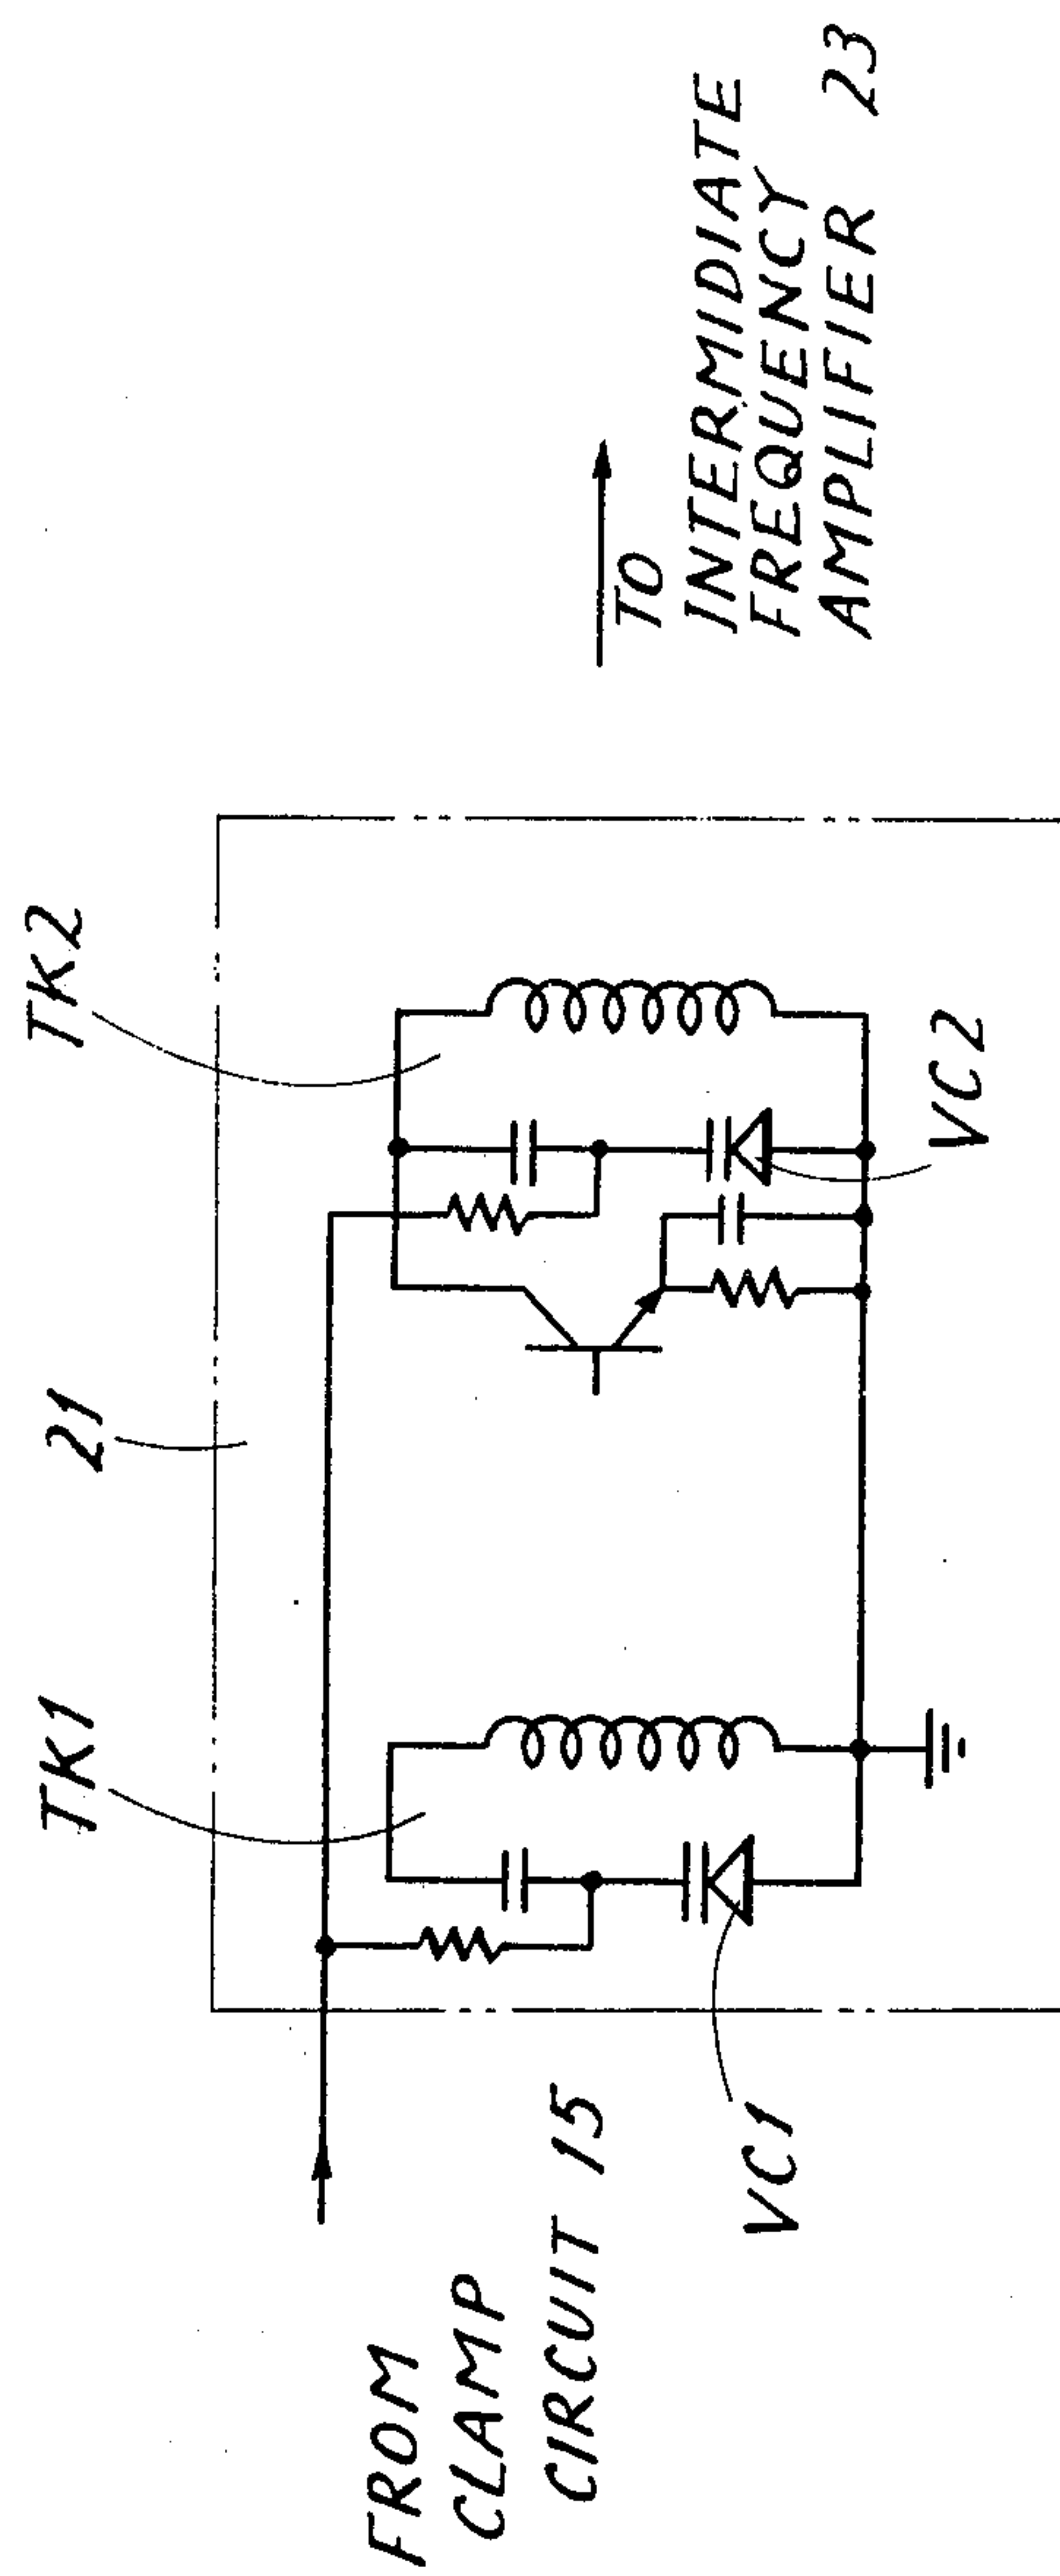 TK1
21
TK2
FROM
CLAMP
CIRCUIT 15
VC1
VC2
TO
INTERMIDIATE
FREQUENCY
AMPLIFIER 23